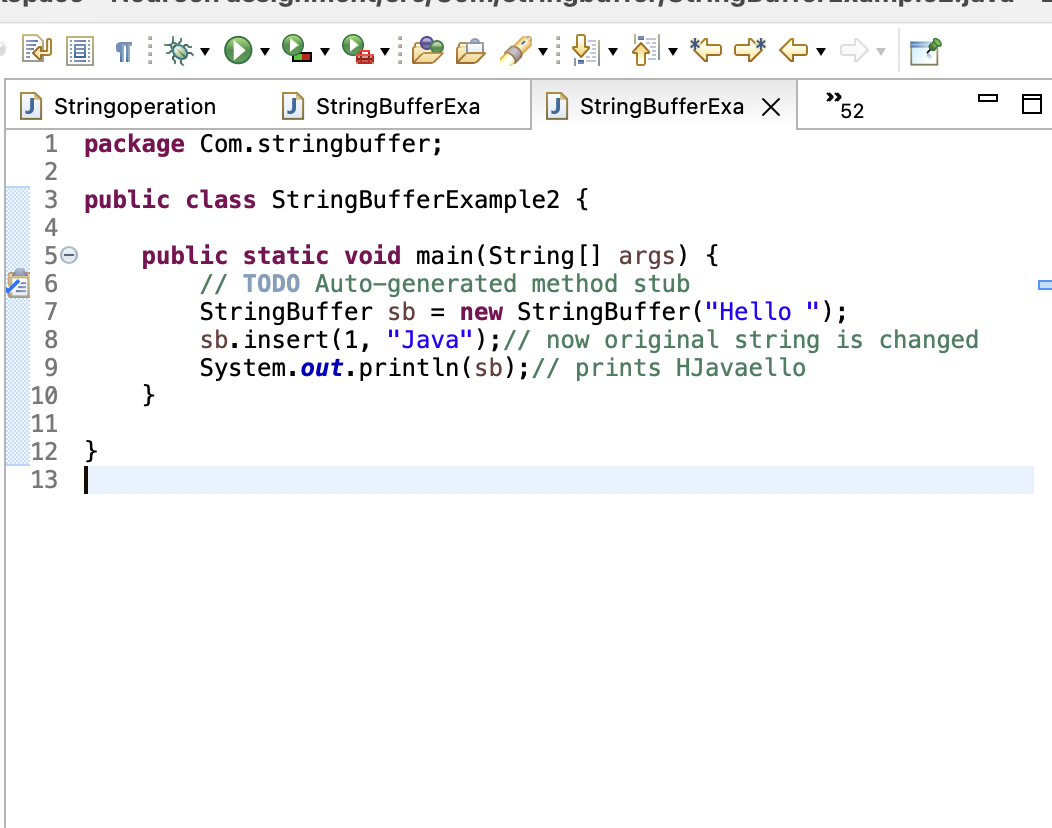 Stringoperation StringBufferExa StringBufferExa »52
1 package Com.stringbuffer;
2
3 public class StringBufferExample2 {
4
5 public static void main(String[] args) {
6 // TODO Auto-generated method stub
7 StringBuffer sb = new StringBuffer("Hello ");
8 sb.insert(1, "Java");// now original string is changed
9 System.out.println(sb);// prints HJavaello
10 }
11
12 }
13